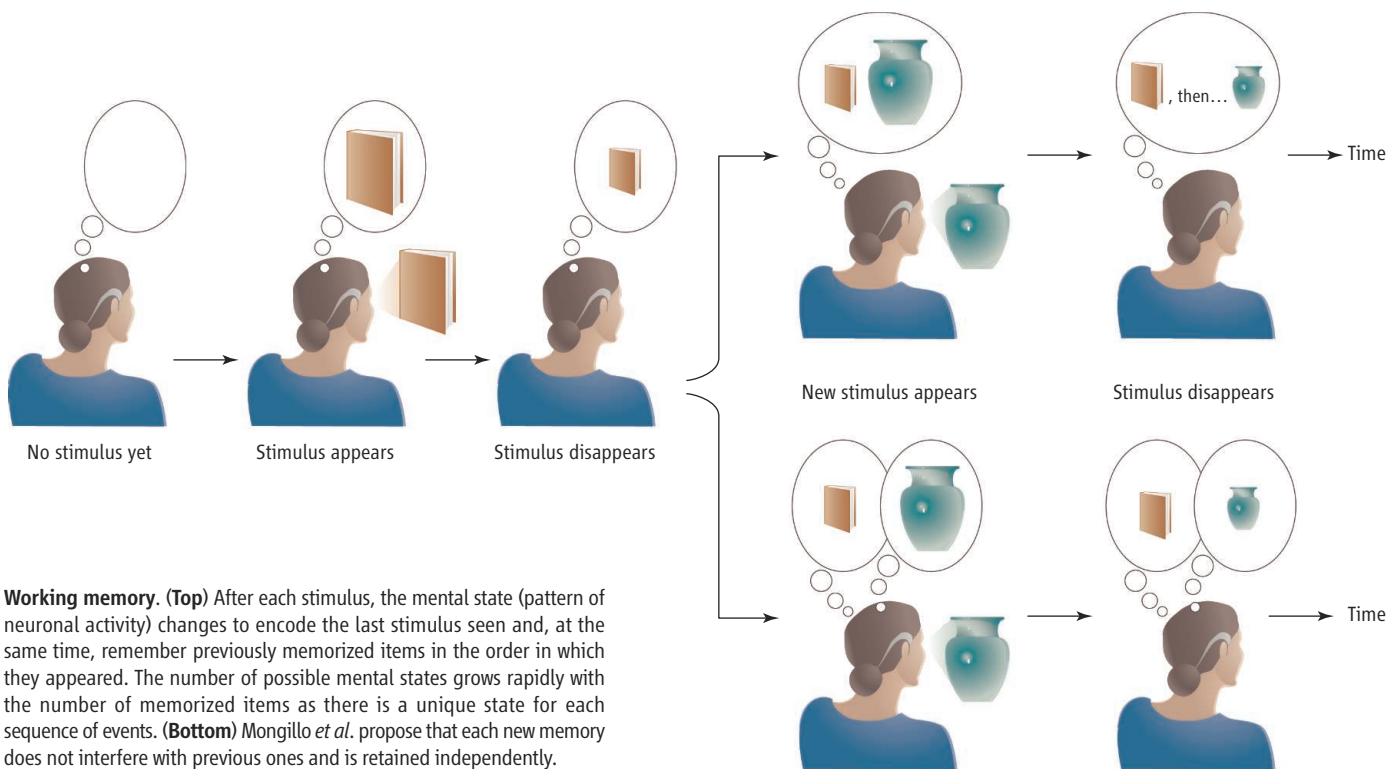 , then...
Time
No stimulus yet
Stimulus appears
Stimulus disappears
New stimulus appears
Stimulus disappears
Time
Working memory. (Top) After each stimulus, the mental state (pattern of
neuronal activity) changes to encode the last stimulus seen and, at the
same time, remember previously memorized items in the order in which
they appeared. The number of possible mental states grows rapidly with
the number of memorized items as there is a unique state for each
sequence of events. (Bottom) Mongillo et al. propose that each new memory
does not interfere with previous ones and is retained independently.